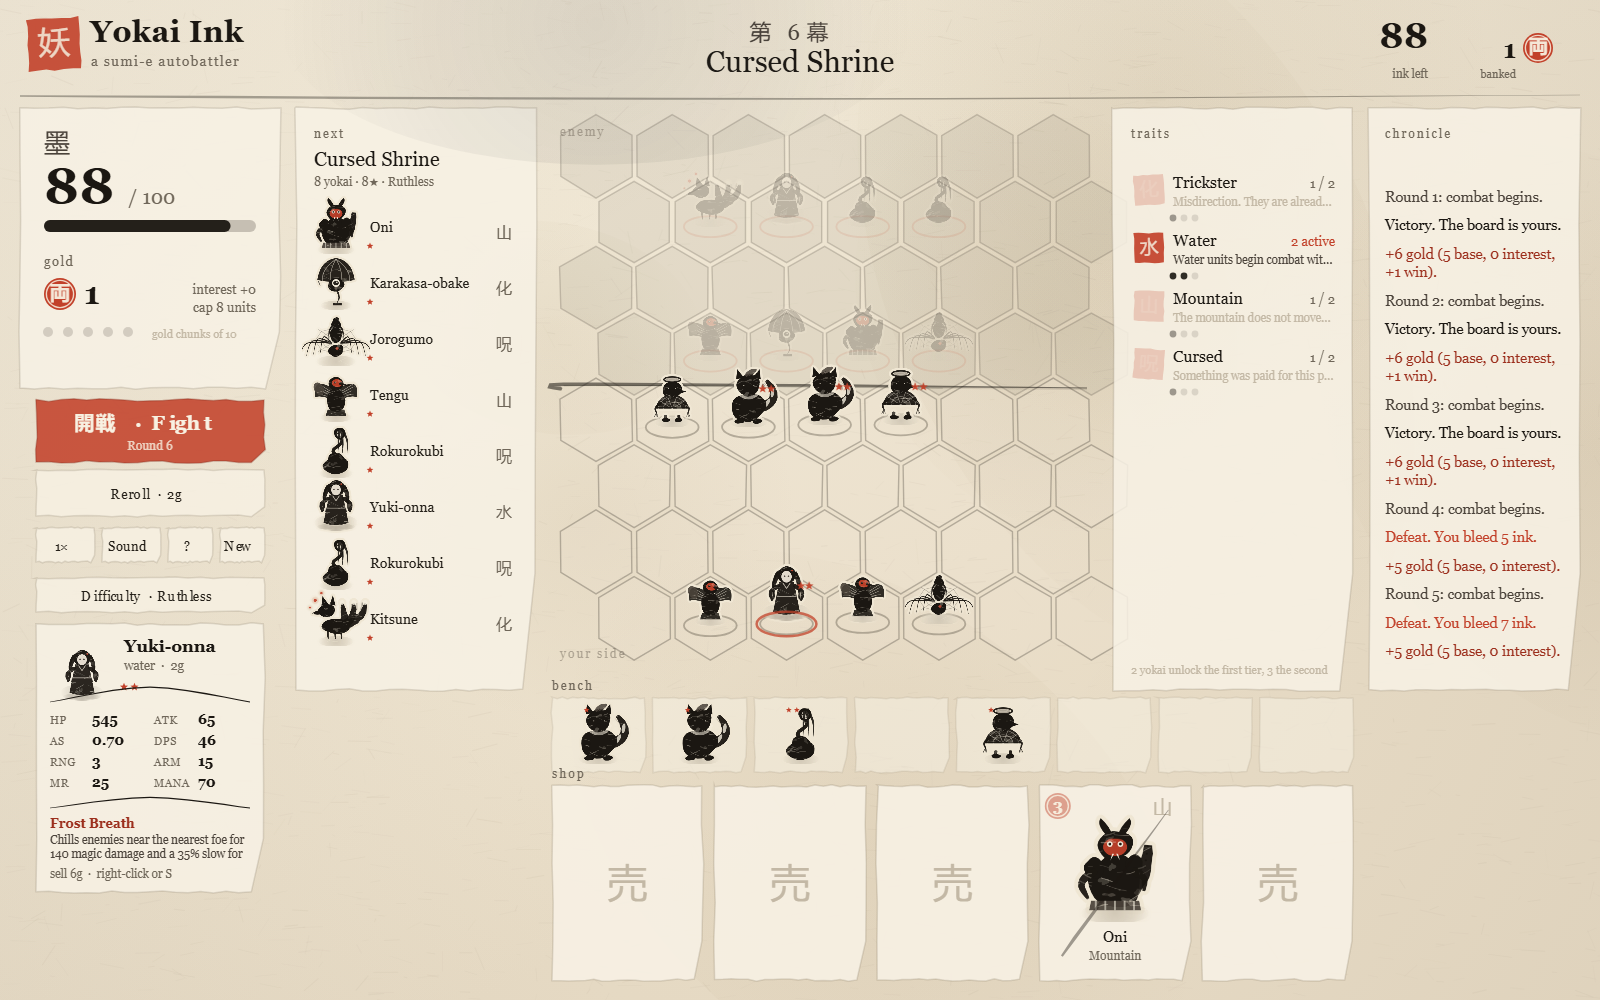 妖
Yokai Ink
a sumi-e autobattler
第 6 幕
Cursed Shrine
88
ink left
1
両
banked
墨
88 / 100
gold
両 1
interest +0
cap 8 units
gold chunks of 10
開戦 · Fight
Round 6
Reroll · 2g
1×
Sound
?
New
Difficulty · Ruthless
Yuki-onna
water · 2g
★★
HP 545 ATK 65
AS 0.70 DPS 46
RNG 3 ARM 15
MR 25 MANA 70
Frost Breath
Chills enemies near the nearest foe for
140 magic damage and a 35% slow for
sell 6g · right-click or S
next
Cursed Shrine
8 yokai · 8★ · Ruthless
Oni 山
★
Karakasa-obake 化
★
Jorogumo 呪
★
Tengu 山
★
Rokurokubi 呪
★
Yuki-onna 水
★
Rokurokubi 呪
★
Kitsune 化
★
enemy
your side
bench
shop
売
売
売
3
山
Oni
Mountain
売
traits
化
Trickster 1 / 2
Misdirection. They are alread…
水
Water 2 active
Water units begin combat wit…
山
Mountain 1 / 2
The mountain does not move…
呪
Cursed 1 / 2
Something was paid for this p…
2 yokai unlock the first tier, 3 the second
chronicle
Round 1: combat begins.
Victory. The board is yours.
+6 gold (5 base, 0 interest,
+1 win).
Round 2: combat begins.
Victory. The board is yours.
+6 gold (5 base, 0 interest,
+1 win).
Round 3: combat begins.
Victory. The board is yours.
+6 gold (5 base, 0 interest,
+1 win).
Round 4: combat begins.
Defeat. You bleed 5 ink.
+5 gold (5 base, 0 interest).
Round 5: combat begins.
Defeat. You bleed 7 ink.
+5 gold (5 base, 0 interest).